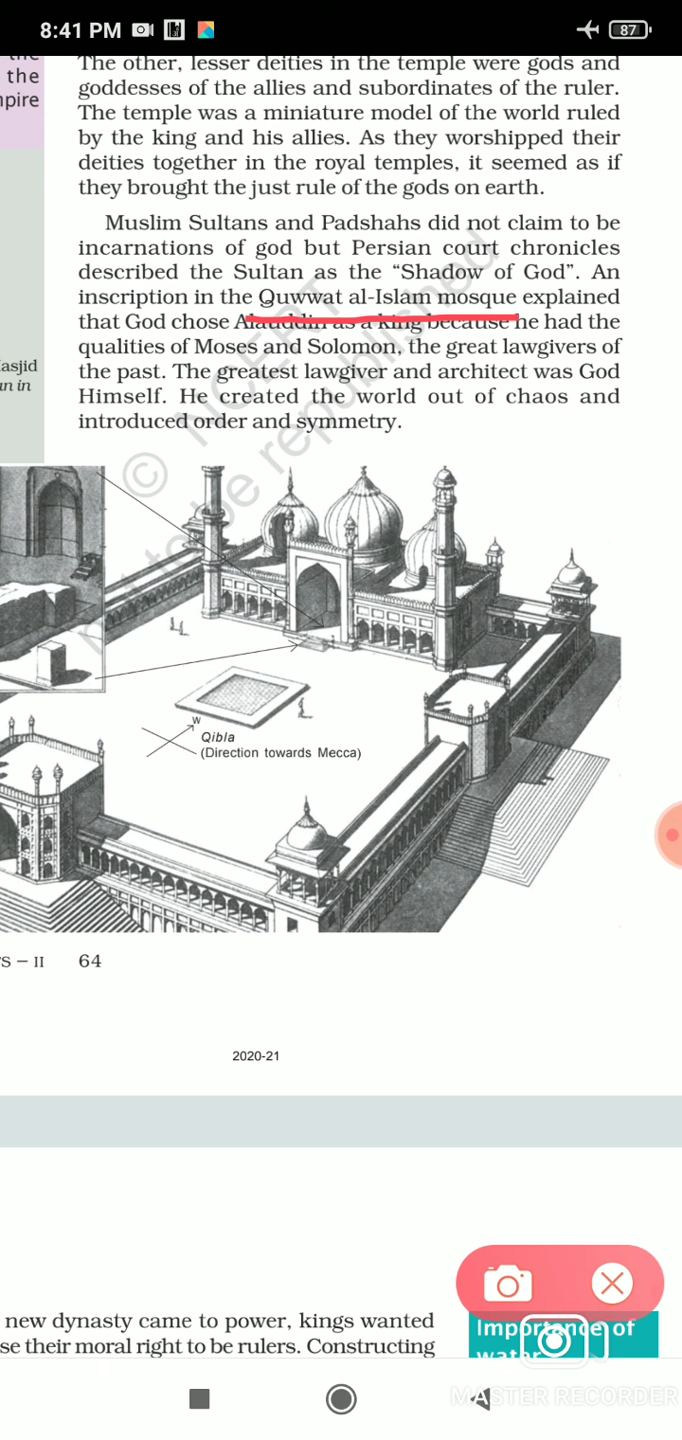 8:41 PM
87
the
the
mpire
The other, lesser deities in the temple were gods and
goddesses of the allies and subordinates of the ruler.
The temple was a miniature model of the world ruled
by the king and his allies. As they worshipped their
deities together in the royal temples, it seemed as if
they brought the just rule of the gods on earth.
Muslim Sultans and Padshahs did not claim to be
incarnations of god but Persian court chronicles
described the Sultan as the “Shadow of God”. An
inscription in the Quwwat al-Islam mosque explained
that God chose Alauddin as a king because he had the
qualities of Moses and Solomon, the great lawgivers of
the past. The greatest lawgiver and architect was God
Himself. He created the world out of chaos and
introduced order and symmetry.
asjid
an in
© NCERT
not to be republished
W
Qibla
(Direction towards Mecca)
S – II 64
2020-21
new dynasty came to power, kings wanted
se their moral right to be rulers. Constructing
Importance of
water
MASTER RECORDER